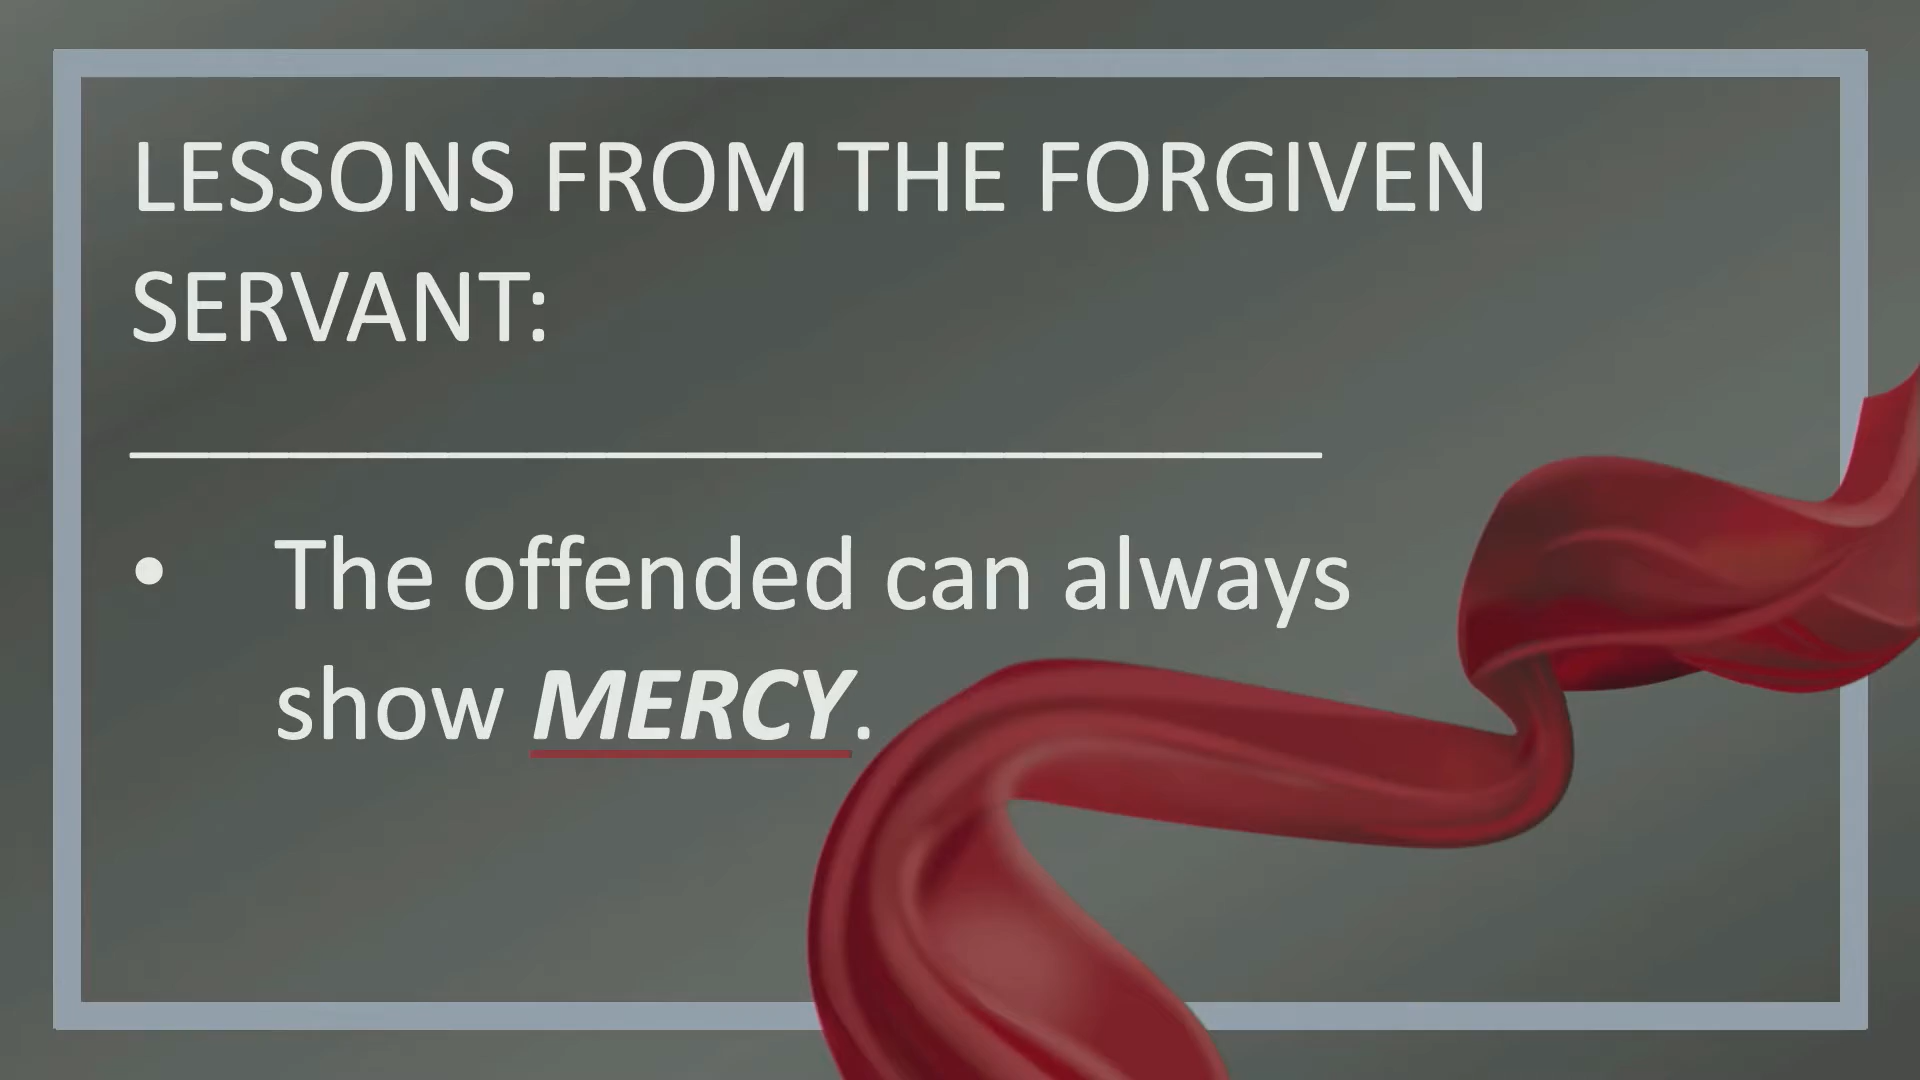 LESSONS FROM THE FORGIVEN
SERVANT:
• The offended can always
show MERCY.